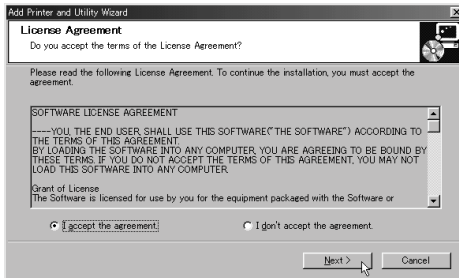 Add Printer and Utility Wizard
License Agreement
Do you accept the terms of the License Agreement?
Please read the following License Agreement. To continue the installation, you must accept the
agreement.
SOFTWARE LICENSE AGREEMENT
----YOU, THE END USER, SHALL USE THIS SOFTWARE("THE SOFTWARE") ACCORDING TO
THE TERMS OF THIS AGREEMENT.
BY LOADING THE SOFTWARE INTO ANY COMPUTER, YOU ARE AGREEING TO BE BOUND BY
THESE TERMS. IF YOU DO NOT ACCEPT THE TERMS OF THIS AGREEMENT, YOU MAY NOT
LOAD THIS SOFTWARE INTO ANY COMPUTER.
Grant of License
The Software is licensed for use by you for the equipment packaged with the Software or
I accept the agreement.
I don't accept the agreement.
Next >
Cancel